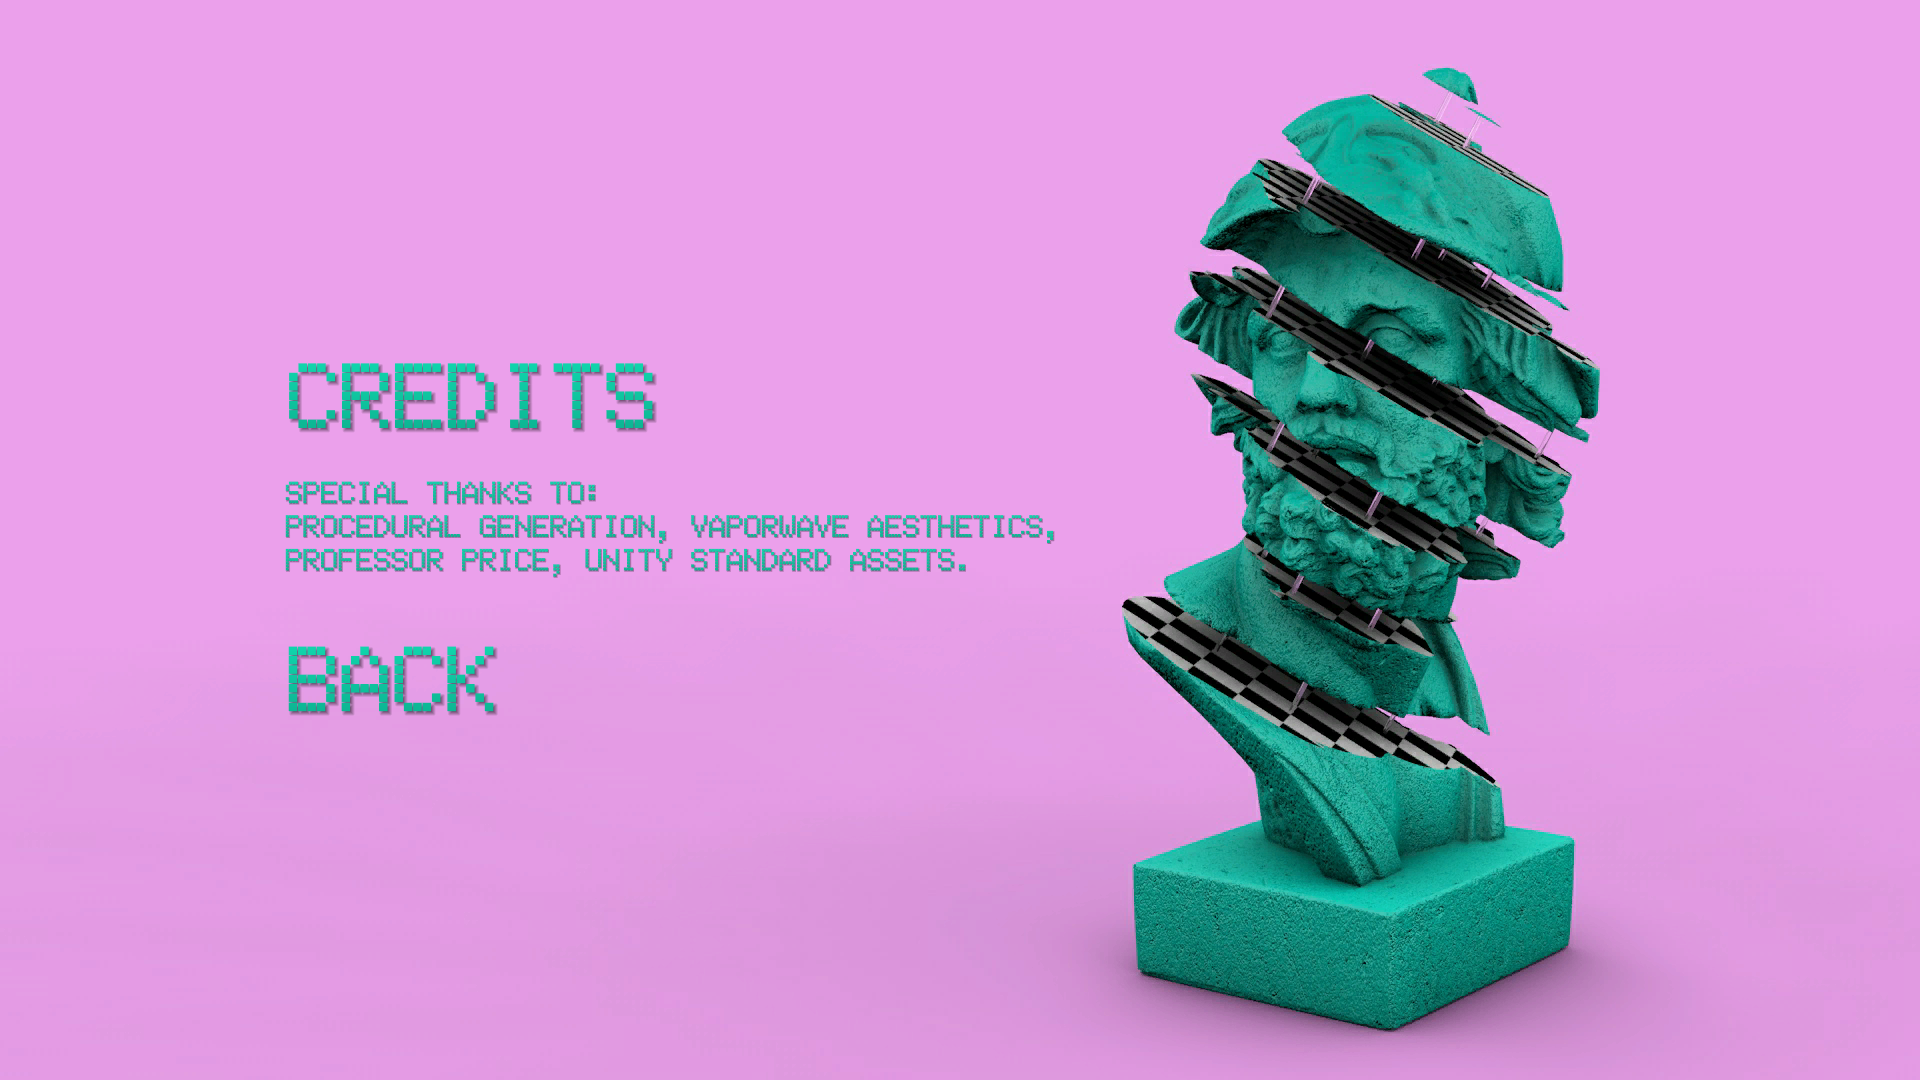 CREDITS
SPECIAL THANKS TO:
PROCEDURAL GENERATION, VAPORWAVE AESTHETICS,
PROFESSOR PRICE, UNITY STANDARD ASSETS.
BACK